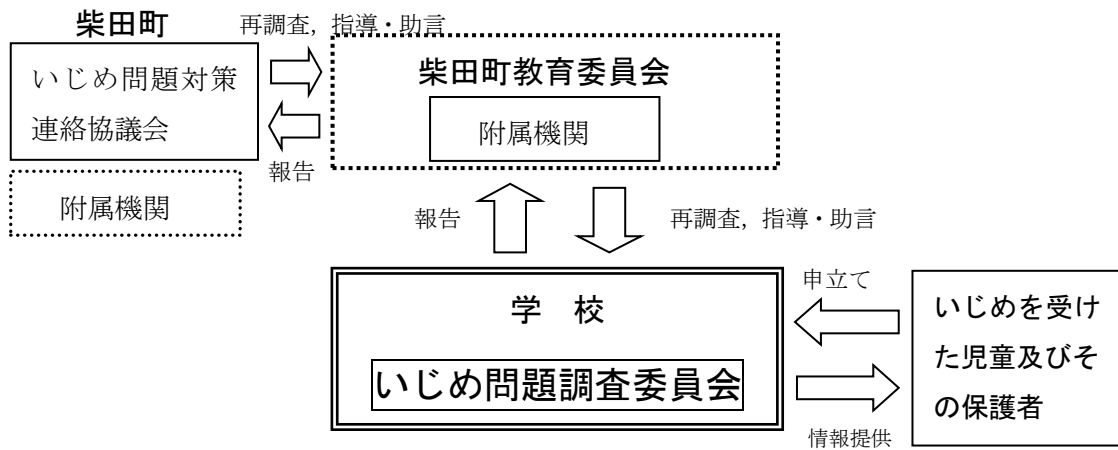 柴田町
再調査，指導・助言
いじめ問題対策
連絡協議会
報告
附属機関
柴田町教育委員会
附属機関
報告
再調査，指導・助言
学　校
いじめ問題調査委員会
申立て
情報提供
いじめを受け
た児童及びそ
の保護者